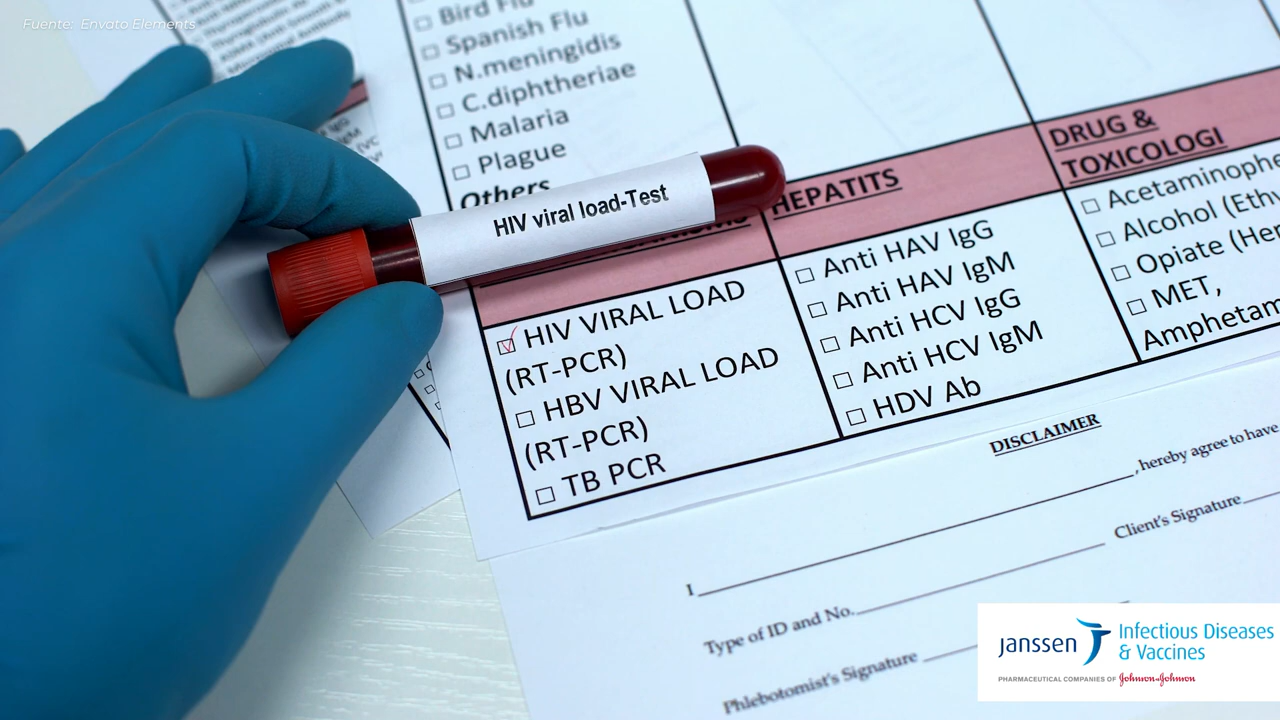 Fuente: Envato Elements
Bird Flu
Spanish Flu
N.meningidis
C.diphtheriae
Malaria
Plague
Others
HIV viral load-Test
HIV VIRAL LOAD
(RT-PCR)
HBV VIRAL LOAD
(RT-PCR)
TB PCR
HEPATITS
Anti HAV IgG
Anti HAV IgM
Anti HCV IgG
Anti HCV IgM
HDV Ab
DRUG &
TOXICOLOGI
Acetaminophe
Alcohol (Eth
Opiate (Her
MET,
Amphetam
DISCLAIMER
I ,hereby agree to have
Client's Signature
Type of ID and No.
Phlebotomist's Signature
janssen Infectious Diseases
& Vaccines
PHARMACEUTICAL COMPANIES OF Johnson&Johnson